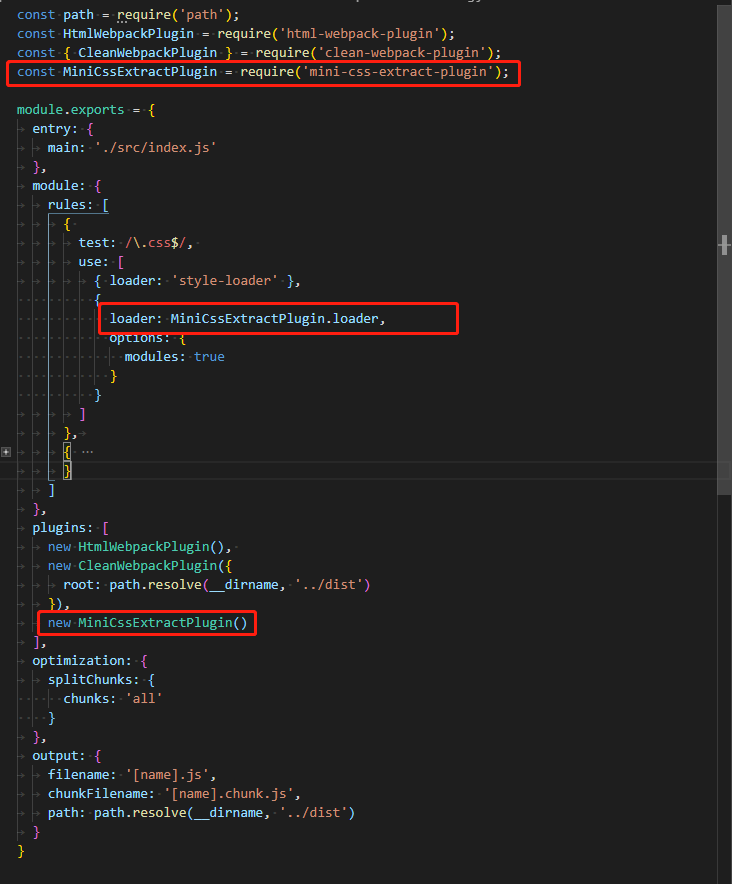 const path = require('path');
const HtmlWebpackPlugin = require('html-webpack-plugin');
const { CleanWebpackPlugin } = require('clean-webpack-plugin');
const MiniCssExtractPlugin = require('mini-css-extract-plugin');
module.exports = {
entry: {
main: './src/index.js'
},
module: {
rules: [
{
test: /\.css$/,
use: [
{ loader: 'style-loader' },
{
loader: MiniCssExtractPlugin.loader,
options: {
modules: true
}
}
]
},
{ ...
}
]
},
plugins: [
new HtmlWebpackPlugin(),
new CleanWebpackPlugin({
root: path.resolve(__dirname, '../dist')
}),
new MiniCssExtractPlugin()
],
optimization: {
splitChunks: {
chunks: 'all'
}
},
output: {
filename: '[name].js',
chunkFilename: '[name].chunk.js',
path: path.resolve(__dirname, '../dist')
}
}